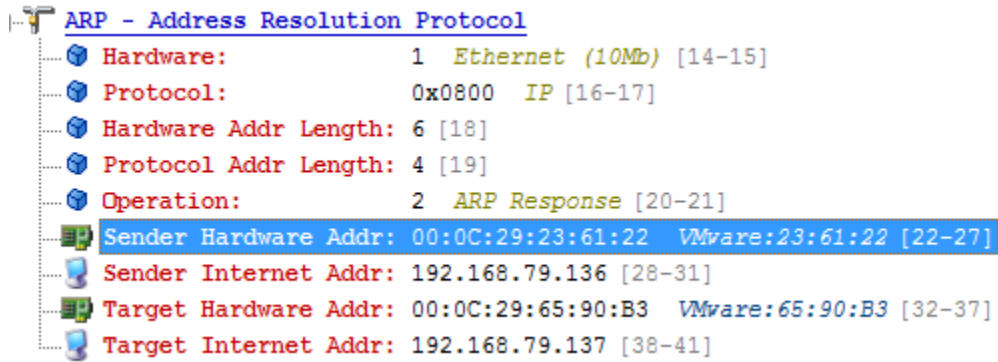 ARP - Address Resolution Protocol
Hardware: 1 Ethernet (10Mb) [14-15]
Protocol: 0x0800 IP [16-17]
Hardware Addr Length: 6 [18]
Protocol Addr Length: 4 [19]
Operation: 2 ARP Response [20-21]
Sender Hardware Addr: 00:0C:29:23:61:22 VMware:23:61:22 [22-27]
Sender Internet Addr: 192.168.79.136 [28-31]
Target Hardware Addr: 00:0C:29:65:90:B3 VMware:65:90:B3 [32-37]
Target Internet Addr: 192.168.79.137 [38-41]